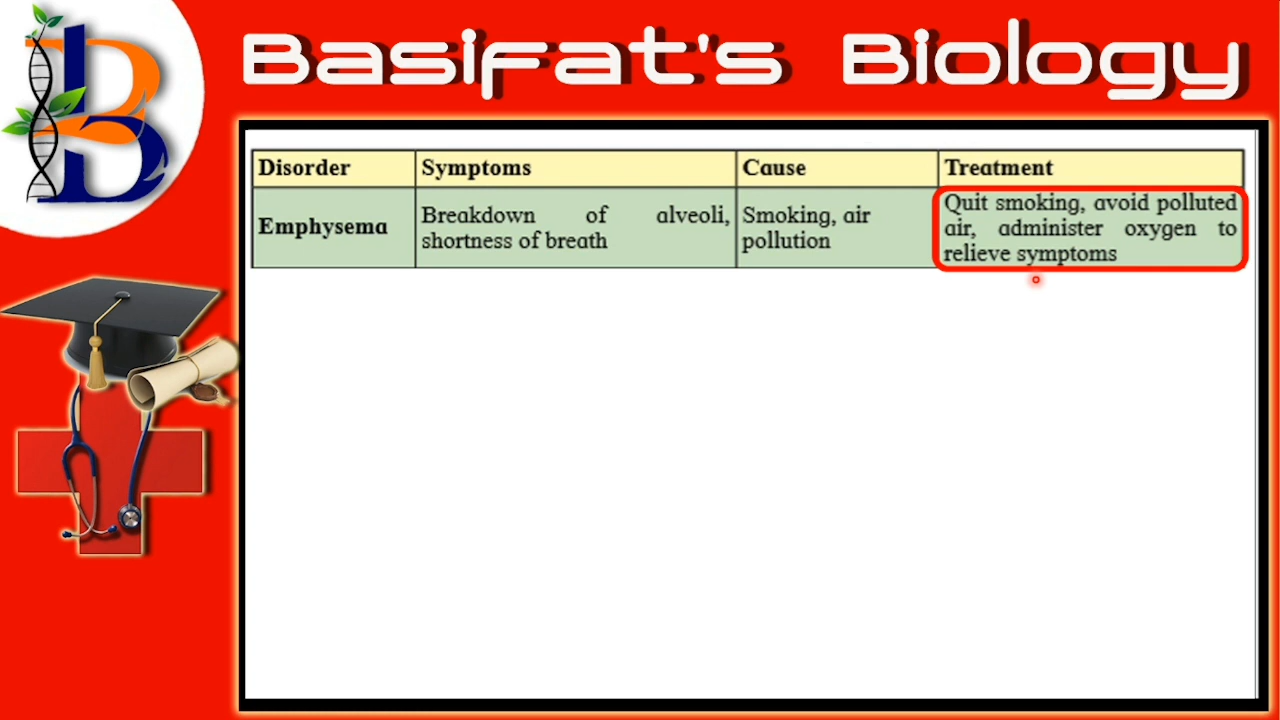 Basifat's Biology
Disorder Symptoms Cause Treatment
Emphysema
Breakdown of alveoli,
shortness of breath
Smoking, air
pollution
Quit smoking, avoid polluted
air, administer oxygen to
relieve symptoms